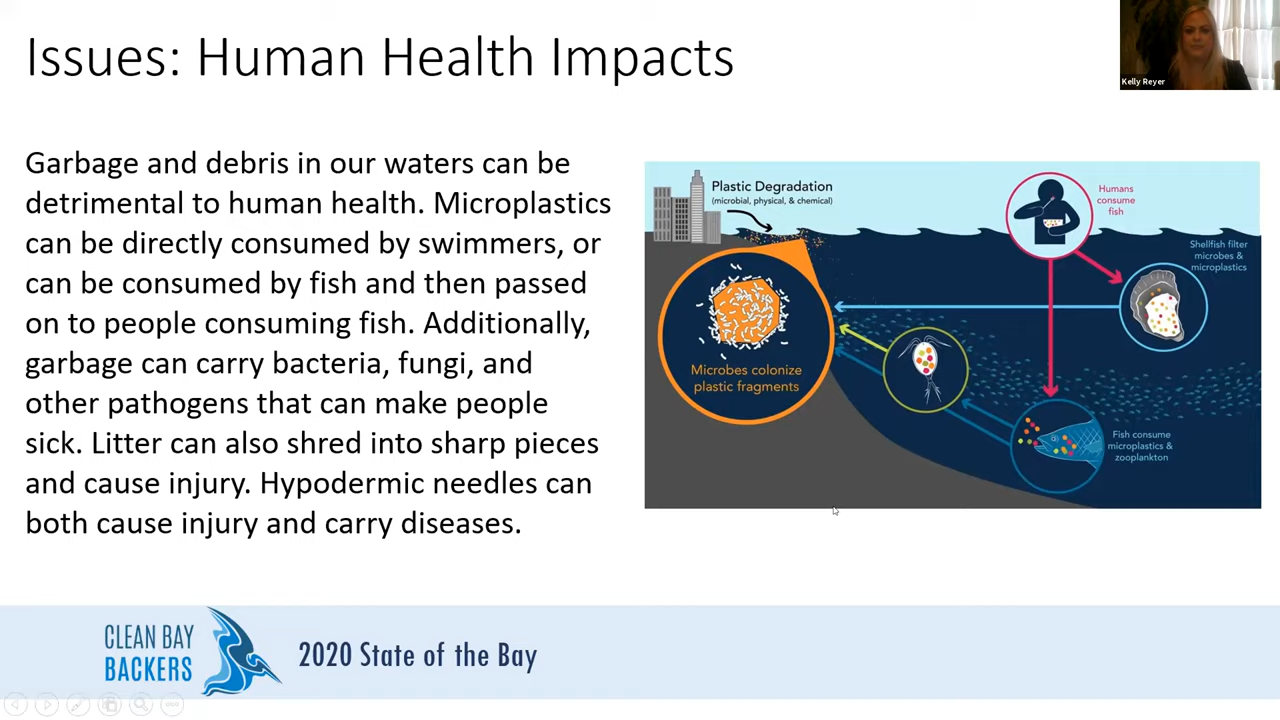 Issues: Human Health Impacts
Kelly Reyer
Garbage and debris in our waters can be
detrimental to human health. Microplastics
can be directly consumed by swimmers, or
can be consumed by fish and then passed
on to people consuming fish. Additionally,
garbage can carry bacteria, fungi, and
other pathogens that can make people
sick. Litter can also shred into sharp pieces
and cause injury. Hypodermic needles can
both cause injury and carry diseases.
Plastic Degradation
(microbial, physical, & chemical)
Humans
consume
fish
Shellfish filter
microbes &
microplastics
Microbes colonize
plastic fragments
Fish consume
microplastics &
zooplankton
CLEAN BAY
BACKERS
2020 State of the Bay